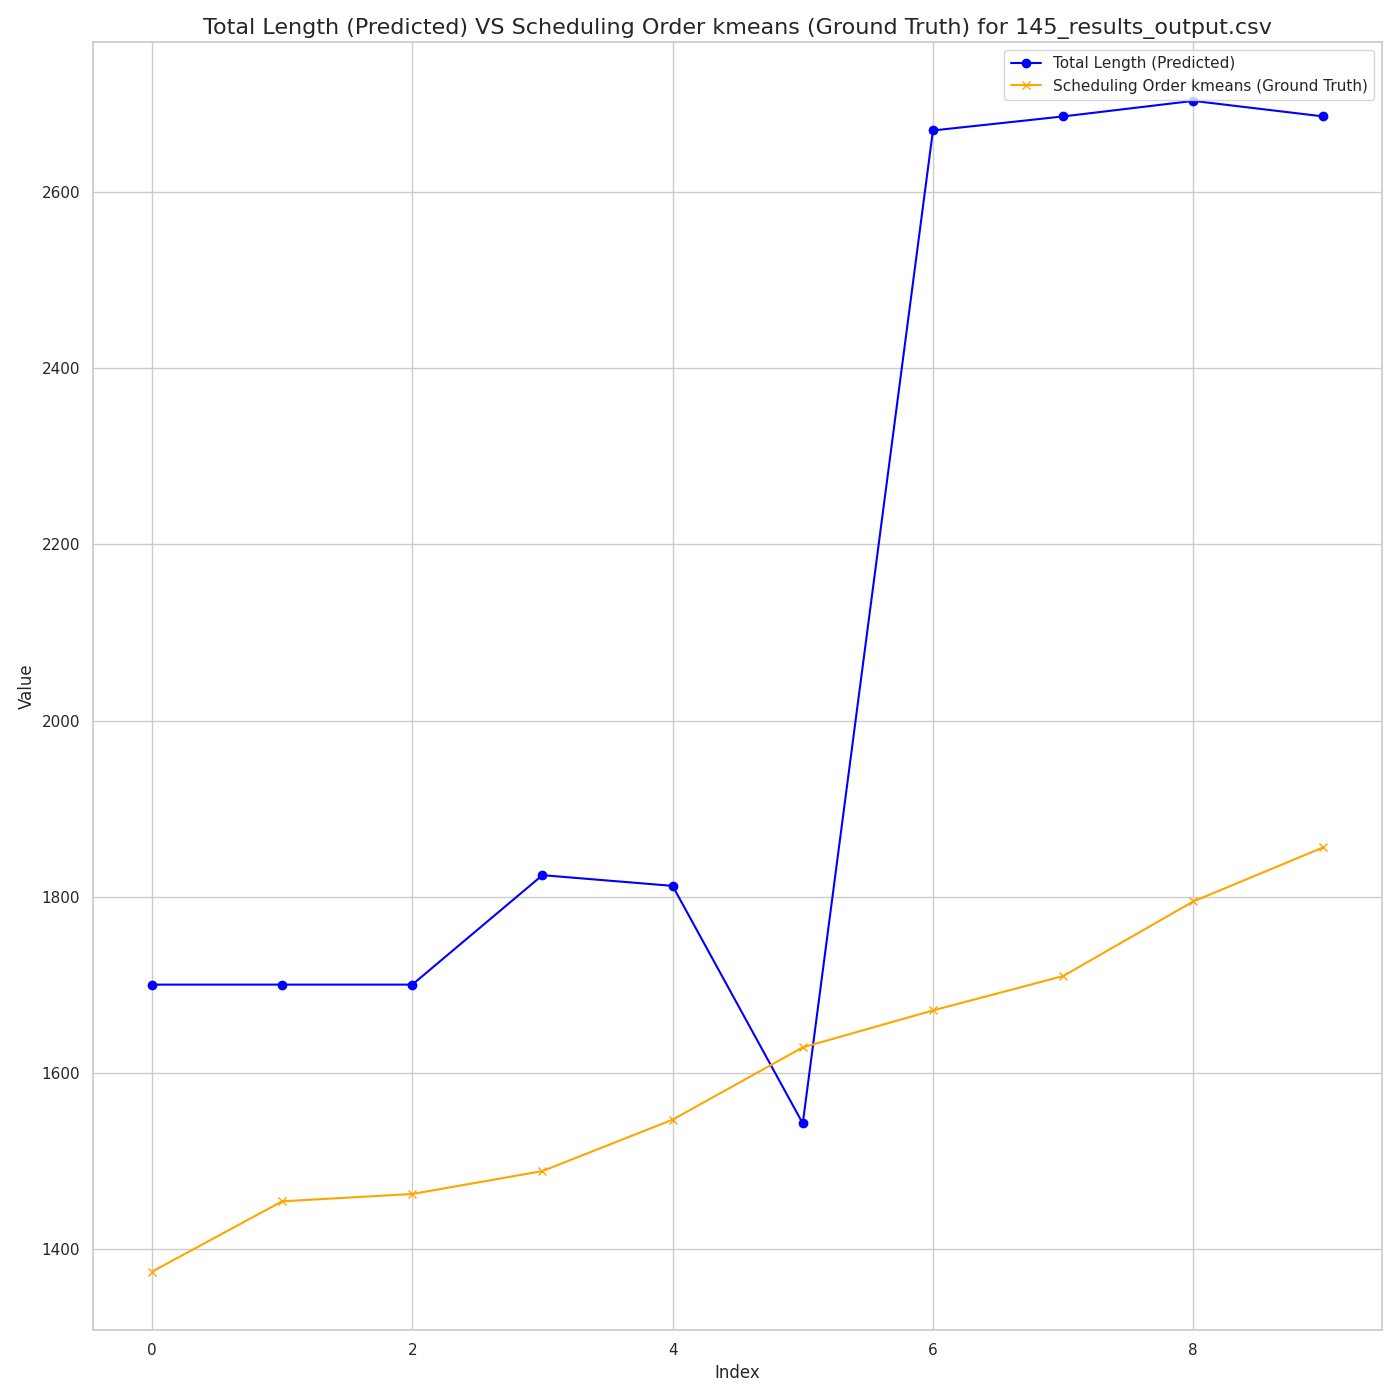 Total Length (Predicted) VS Scheduling Order kmeans (Ground Truth) for 145_results_output.csv
Total Length (Predicted)
Scheduling Order kmeans (Ground Truth)
2600
2400
2200
2000
1800
1600
1400
Value
0 2 4 6 8
Index